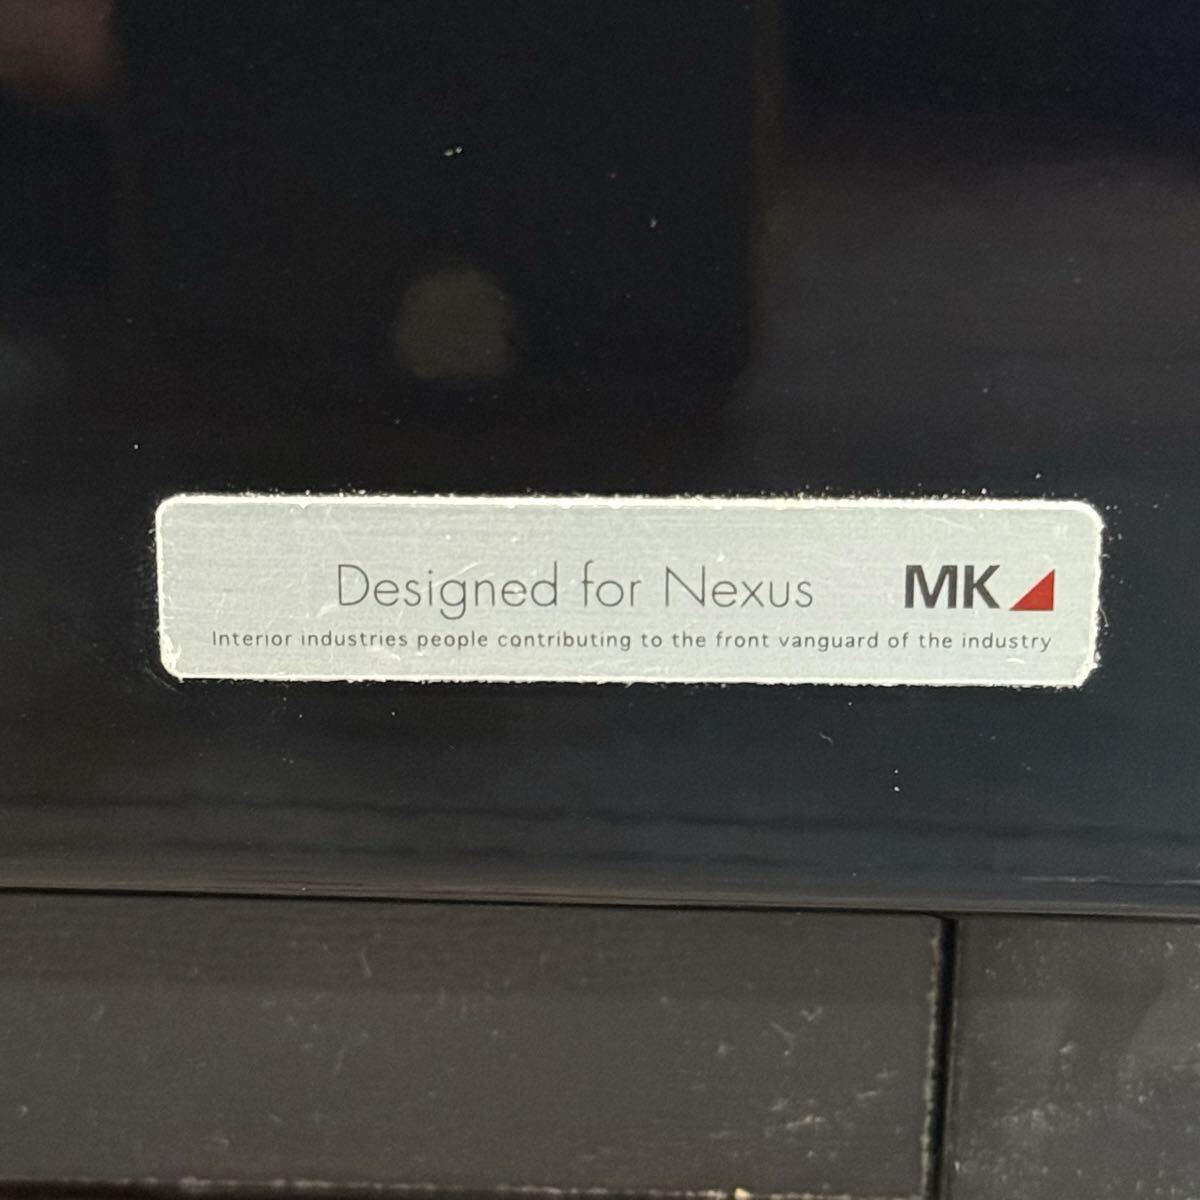 Designed for Nexus MK
Interior industries people contributing to the front vanguard of the industry